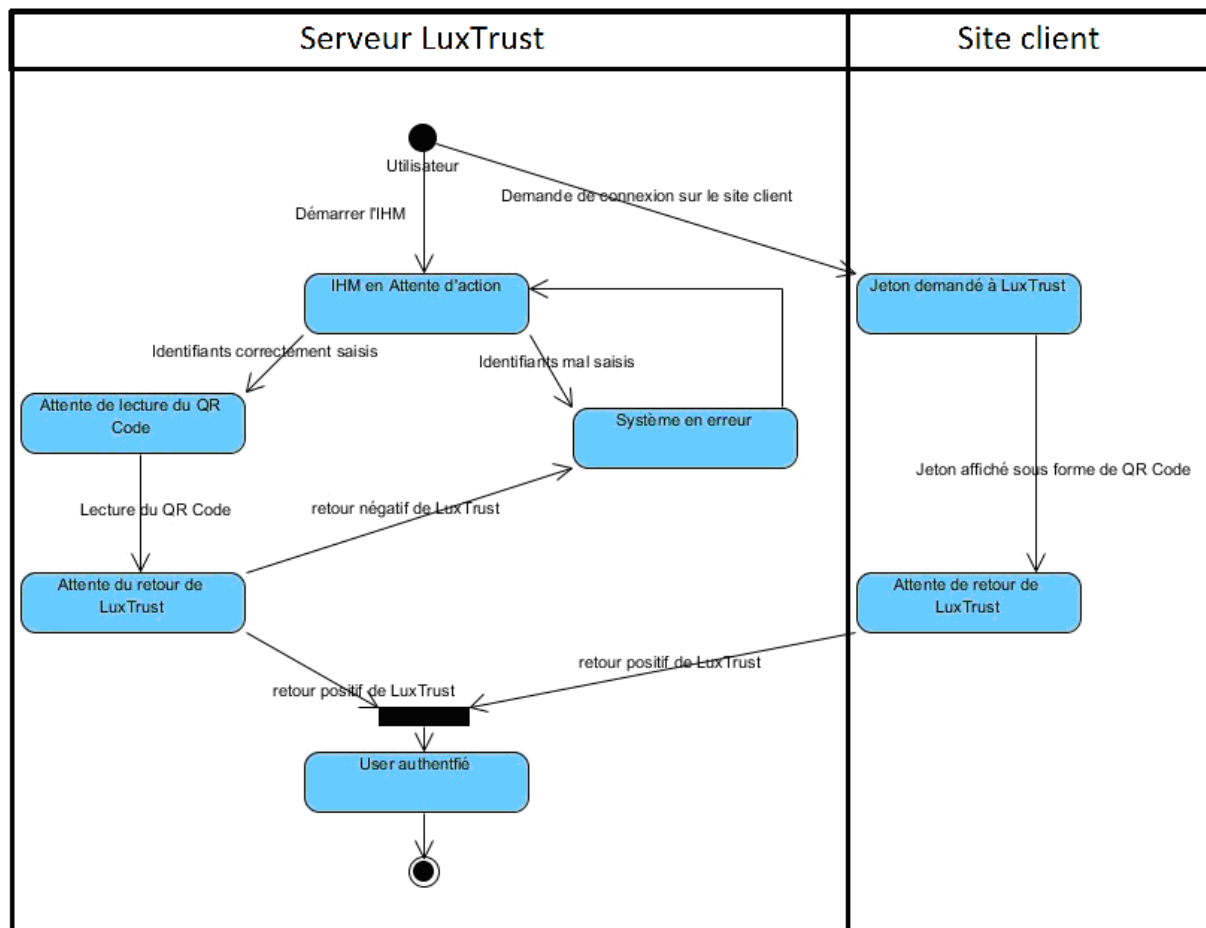 Serveur LuxTrust
Site client
Utilisateur
Demande de connexion sur le site client
Démarrer l'IHM
IHM en Attente d'action
Jeton demandé à LuxTrust
Identifiants correctement saisis
Identifiants mal saisis
Attente de lecture du QR
Code
Système en erreur
Jeton affiché sous forme de QR Code
Lecture du QR Code
retour négatif de LuxTrust
Attente du retour de
LuxTrust
Attente de retour de
LuxTrust
retour positif de LuxTrust
retour positif de LuxTrust
User authentfié